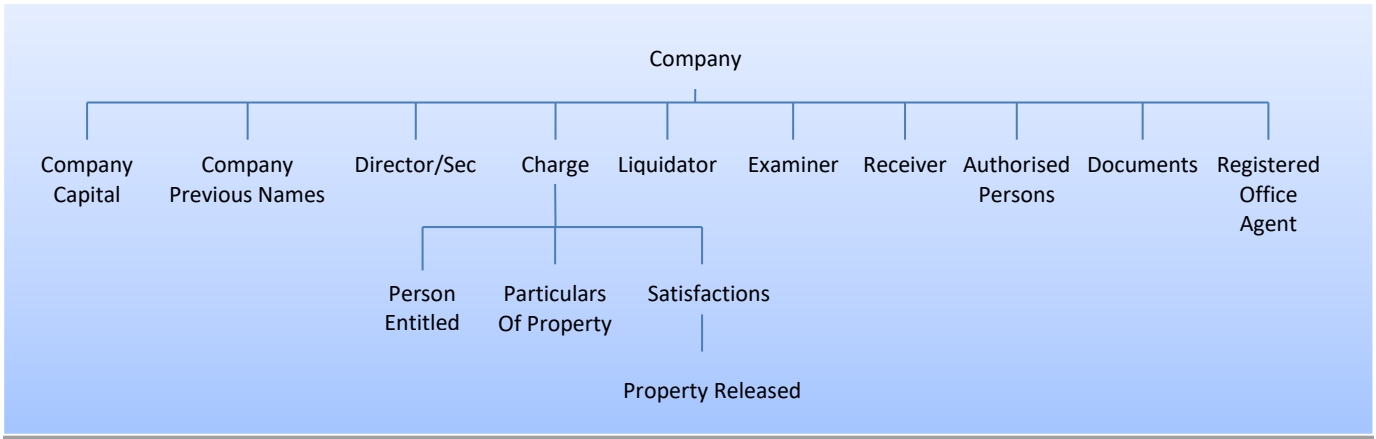 Company
Company
Capital
Company
Previous Names
Director/Sec
Charge
Liquidator
Examiner
Receiver
Authorised
Persons
Documents
Registered
Office
Agent
Person
Entitled
Particulars
Of Property
Satisfactions
Property Released